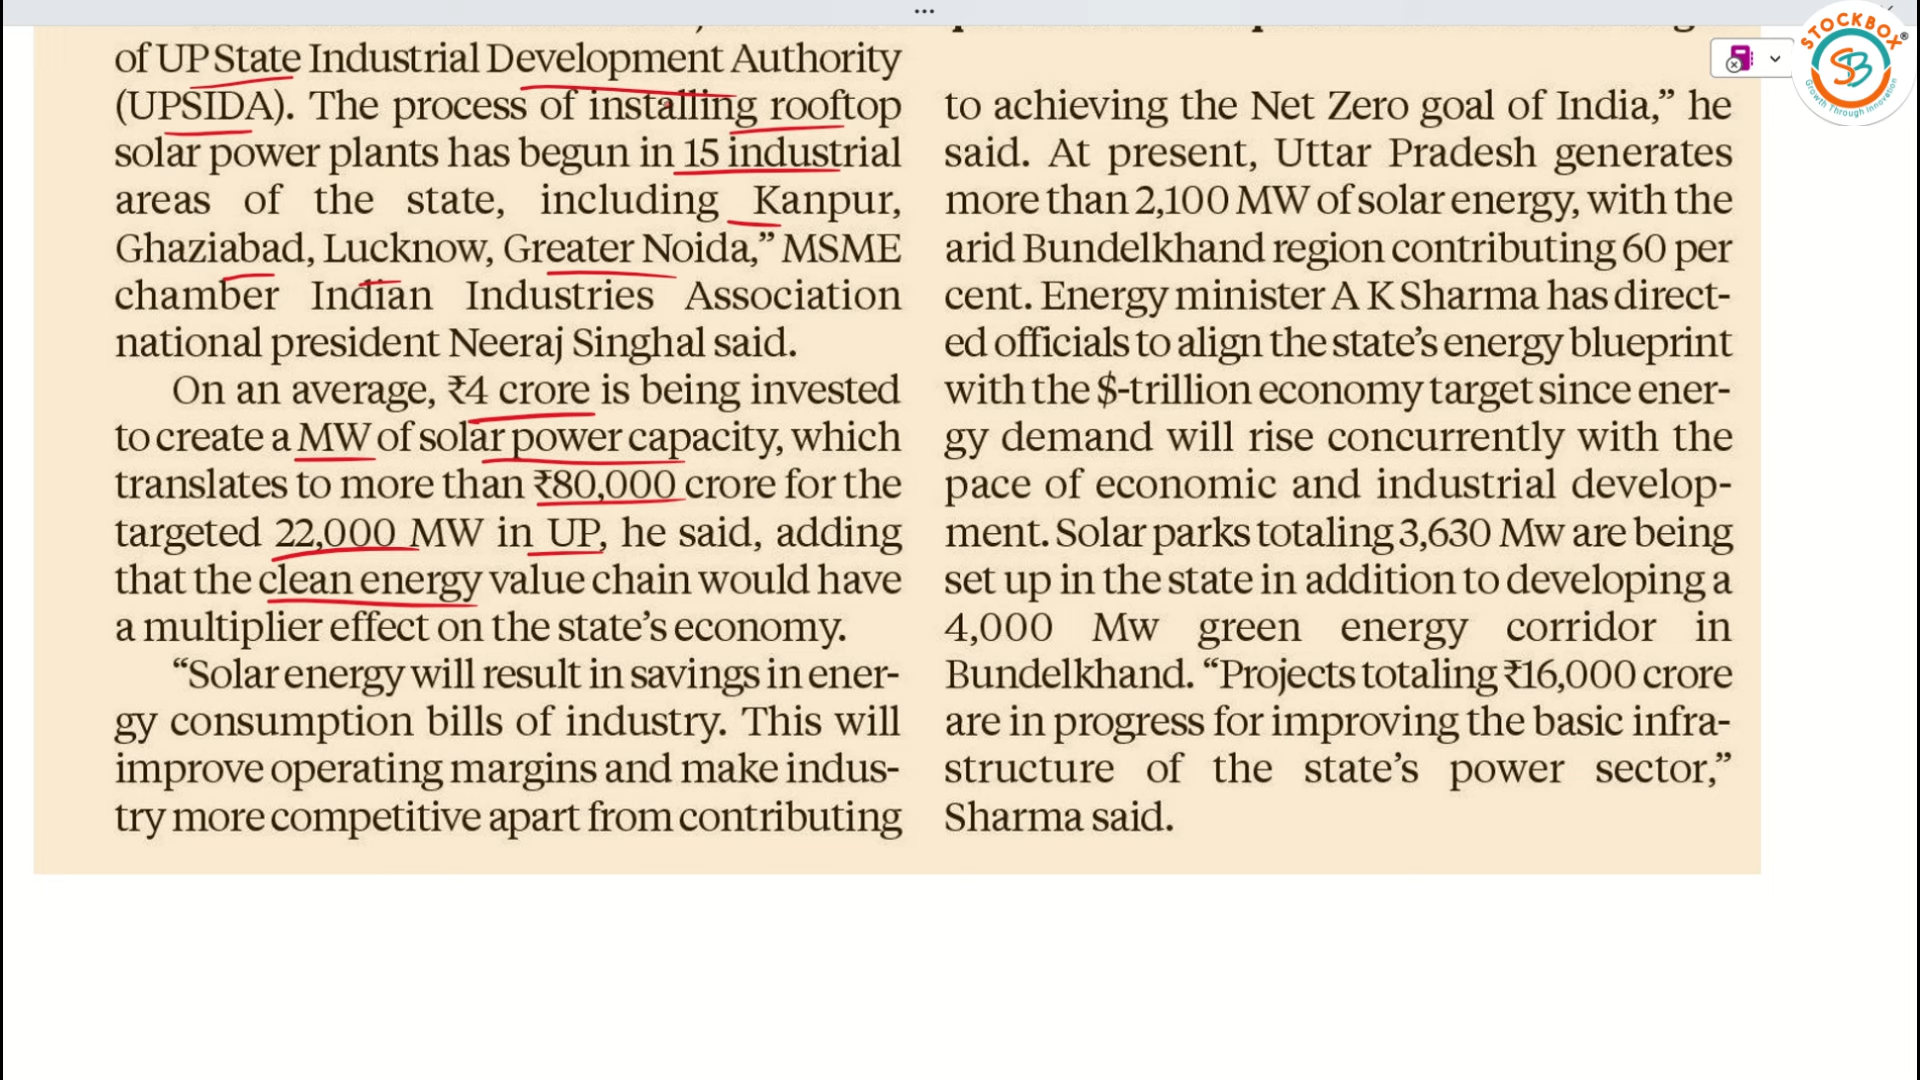 ...
of UP State Industrial Development Authority
(UPSIDA). The process of installing rooftop
solar power plants has begun in 15 industrial
areas of the state, including Kanpur,
Ghaziabad, Lucknow, Greater Noida,” MSME
chamber Indian Industries Association
national president Neeraj Singhal said.
On an average, ₹4 crore is being invested
to create a MW of solar power capacity, which
translates to more than ₹80,000 crore for the
targeted 22,000 MW in UP, he said, adding
that the clean energy value chain would have
a multiplier effect on the state’s economy.
“Solar energy will result in savings in ener-
gy consumption bills of industry. This will
improve operating margins and make indus-
try more competitive apart from contributing
to achieving the Net Zero goal of India,” he
said. At present, Uttar Pradesh generates
more than 2,100 MW of solar energy, with the
arid Bundelkhand region contributing 60 per
cent. Energy minister A K Sharma has direct-
ed officials to align the state’s energy blueprint
with the $-trillion economy target since ener-
gy demand will rise concurrently with the
pace of economic and industrial develop-
ment. Solar parks totaling 3,630 Mw are being
set up in the state in addition to developing a
4,000 Mw green energy corridor in
Bundelkhand. “Projects totaling ₹16,000 crore
are in progress for improving the basic infra-
structure of the state’s power sector,”
Sharma said.
STOCKBOX®
SB
Growth Through Innovation